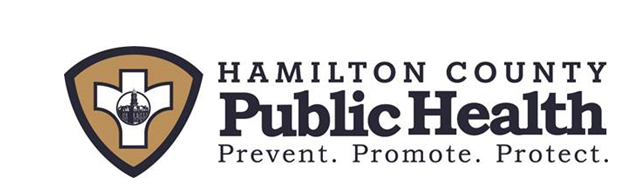 HAMILTON COUNTY
Public Health
Prevent. Promote. Protect.